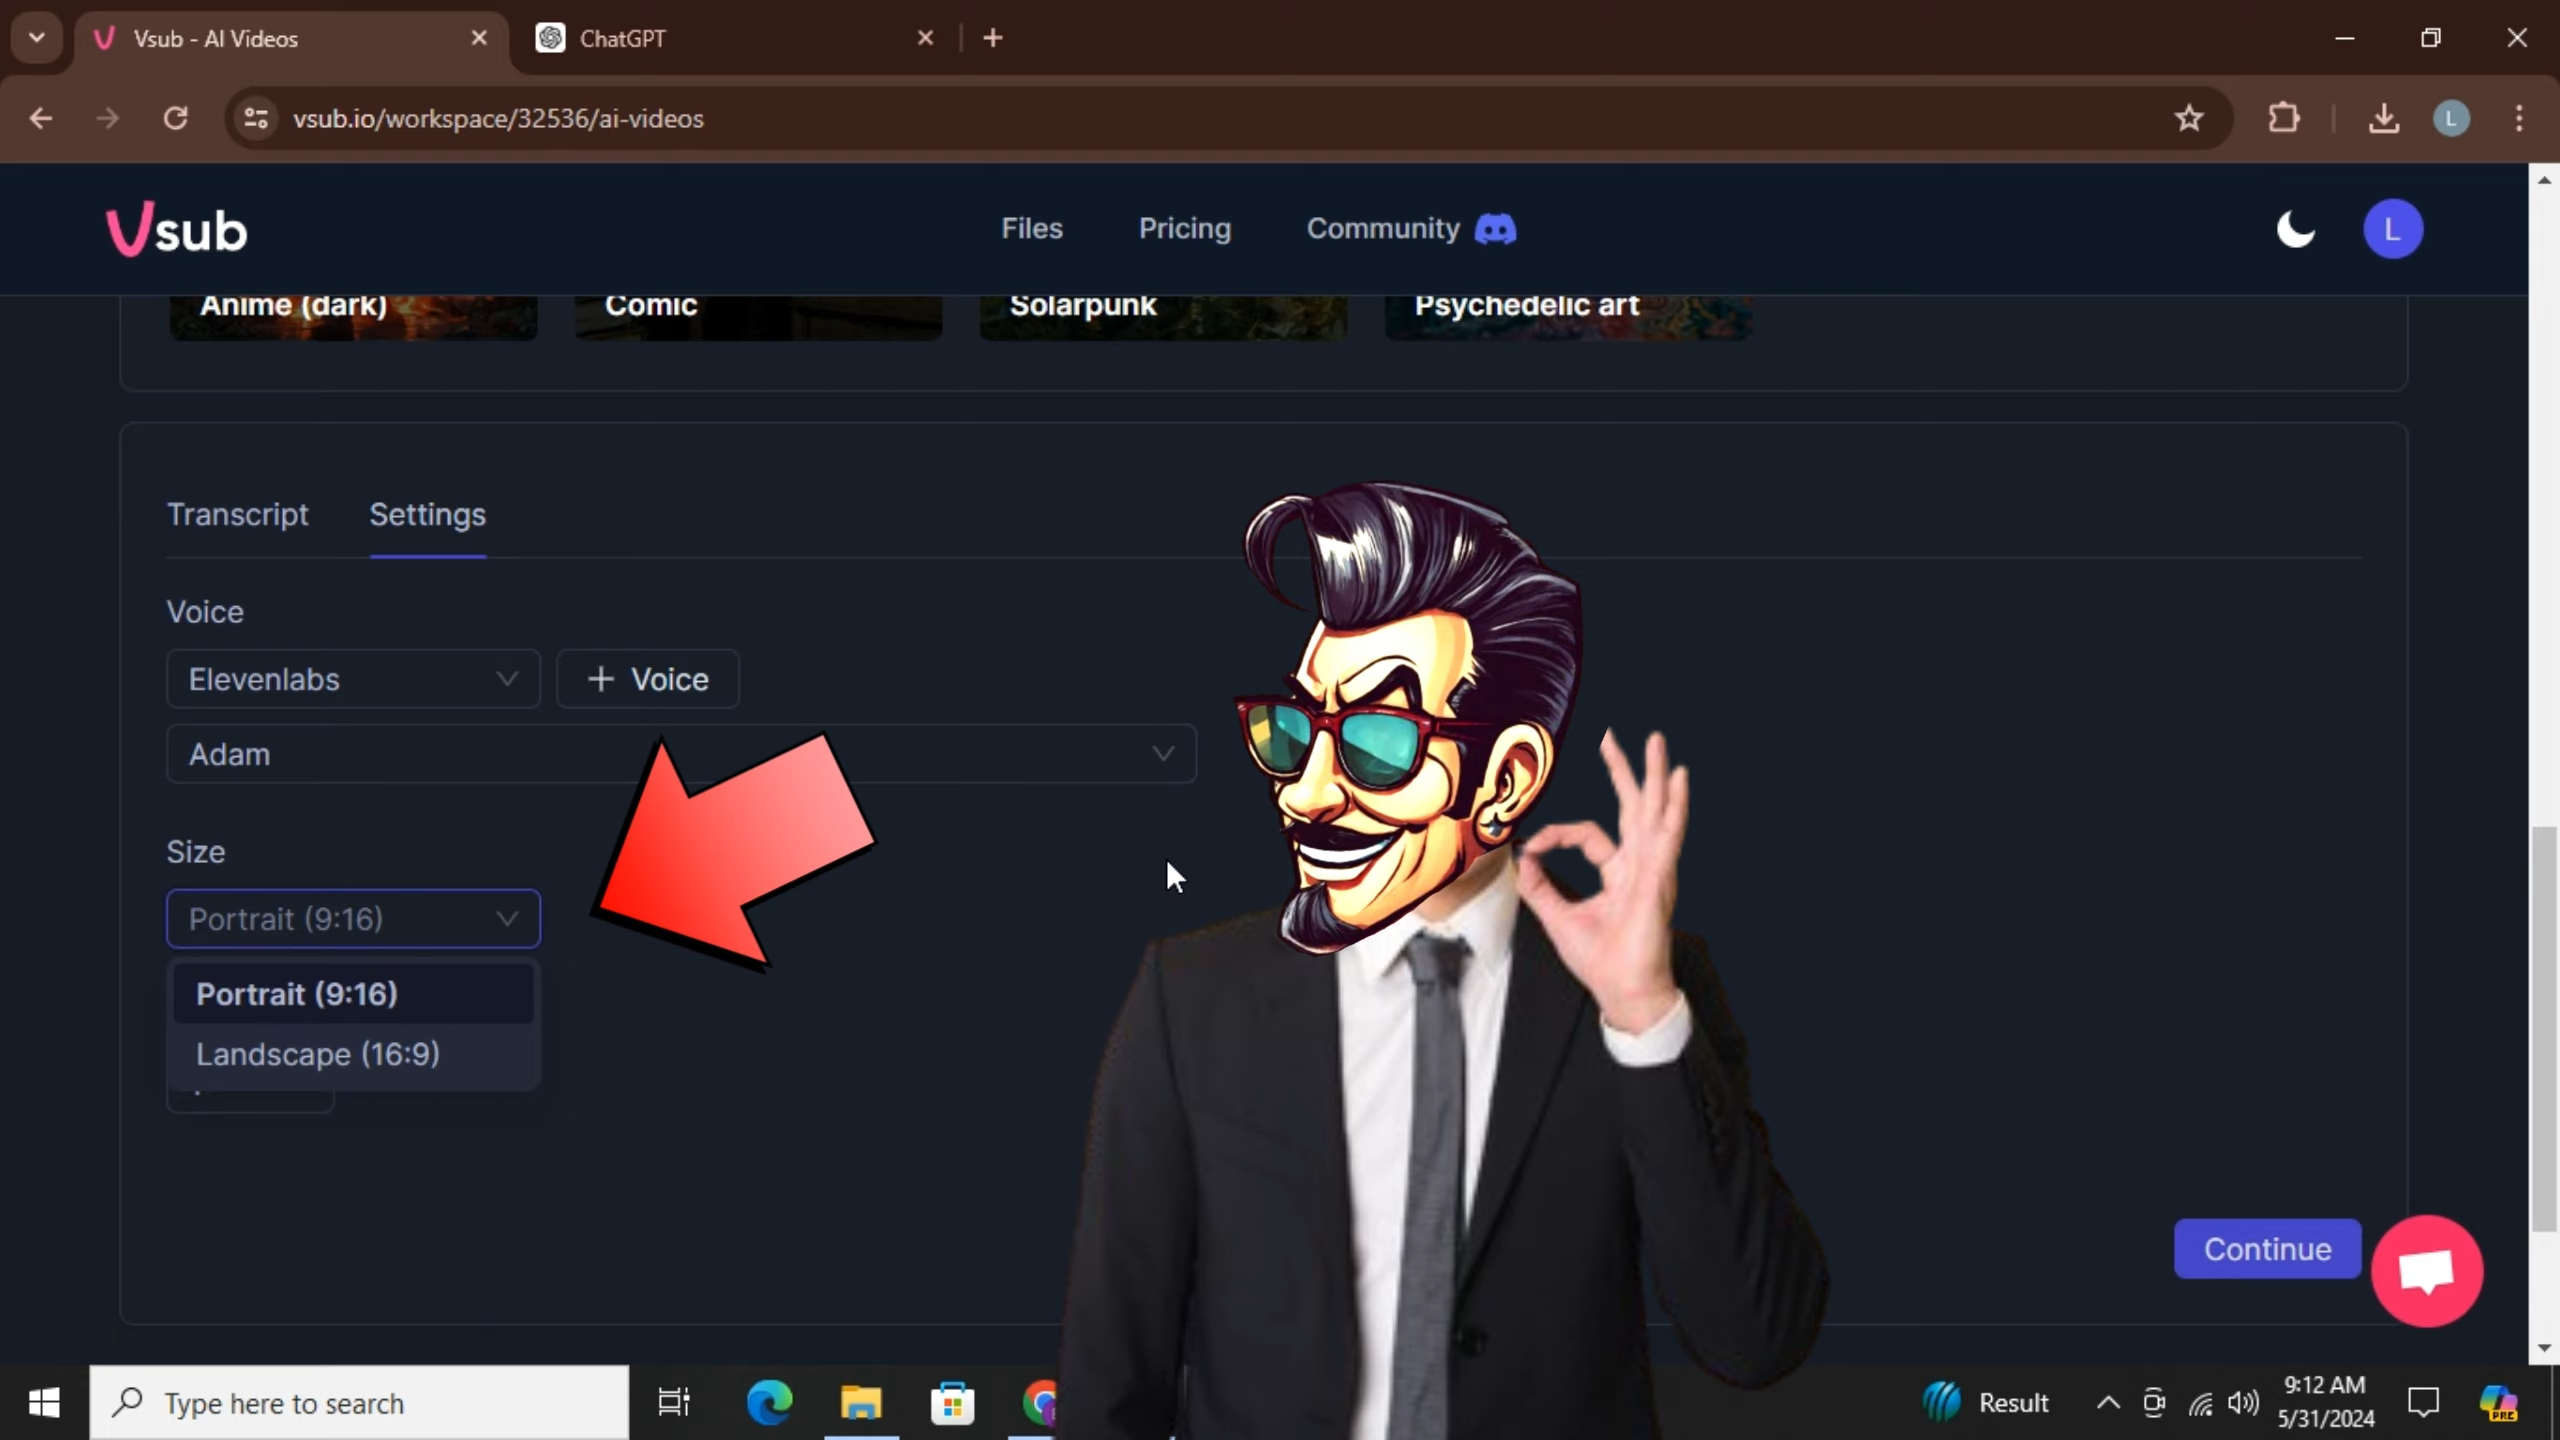 Vsub - AI Videos
ChatGPT
vsub.io/workspace/32536/ai-videos
L
Vsub
Files
Pricing
Community
L
Anime (dark)
Comic
Solarpunk
Psychedelic art
Transcript
Settings
Voice
Elevenlabs
+ Voice
Adam
Size
Portrait (9:16)
Portrait (9:16)
Landscape (16:9)
Continue
Type here to search
Result
9:12 AM
5/31/2024
PRE